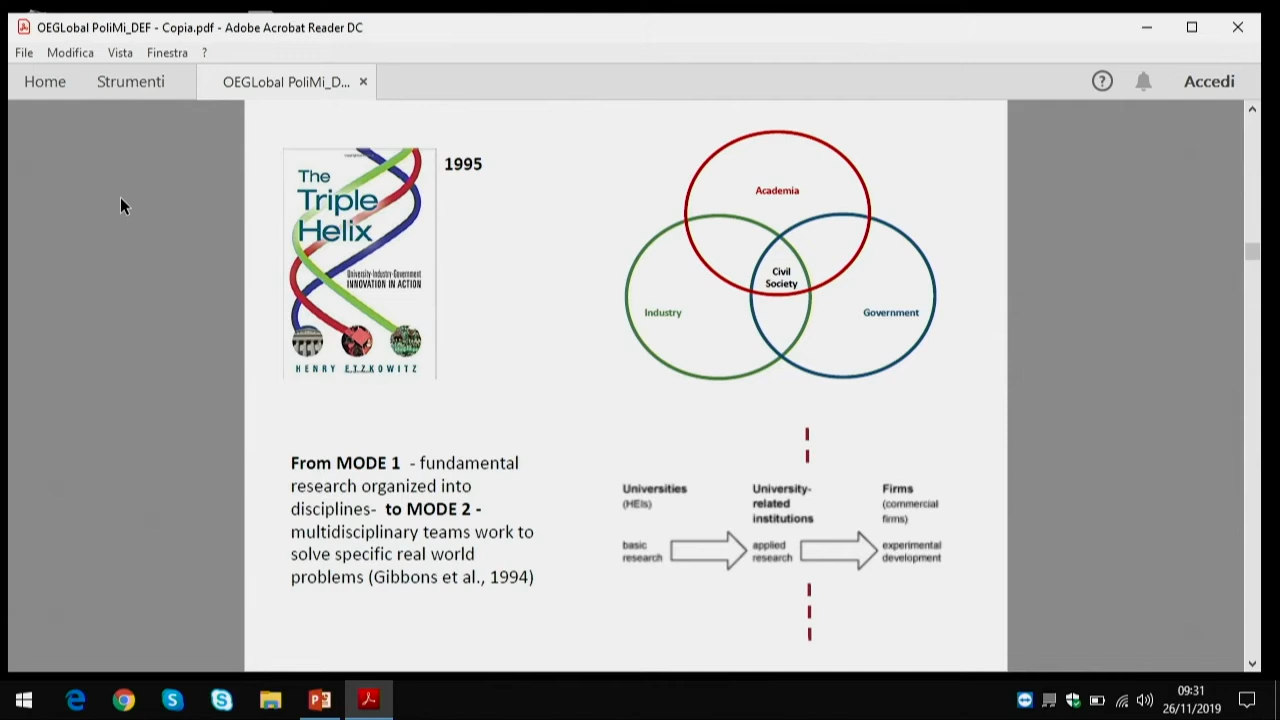 OEGLobal PoliMi_DEF - Copia.pdf - Adobe Acrobat Reader DC
File Modifica Vista Finestra ?
Home Strumenti OEGLobal PoliMi_D... × ? Accedi
The
Triple
Helix
University-Industry-Government
INNOVATION IN ACTION
HENRY ETZKOWITZ
1995
Academia
Civil
Society
Industry
Government
From MODE 1 - fundamental
research organized into
disciplines- to MODE 2 -
multidisciplinary teams work to
solve specific real world
problems (Gibbons et al., 1994)
Universities
(HEIs)
basic
research
University-
related
institutions
applied
research
Firms
(commercial
firms)
experimental
development
09:31
26/11/2019